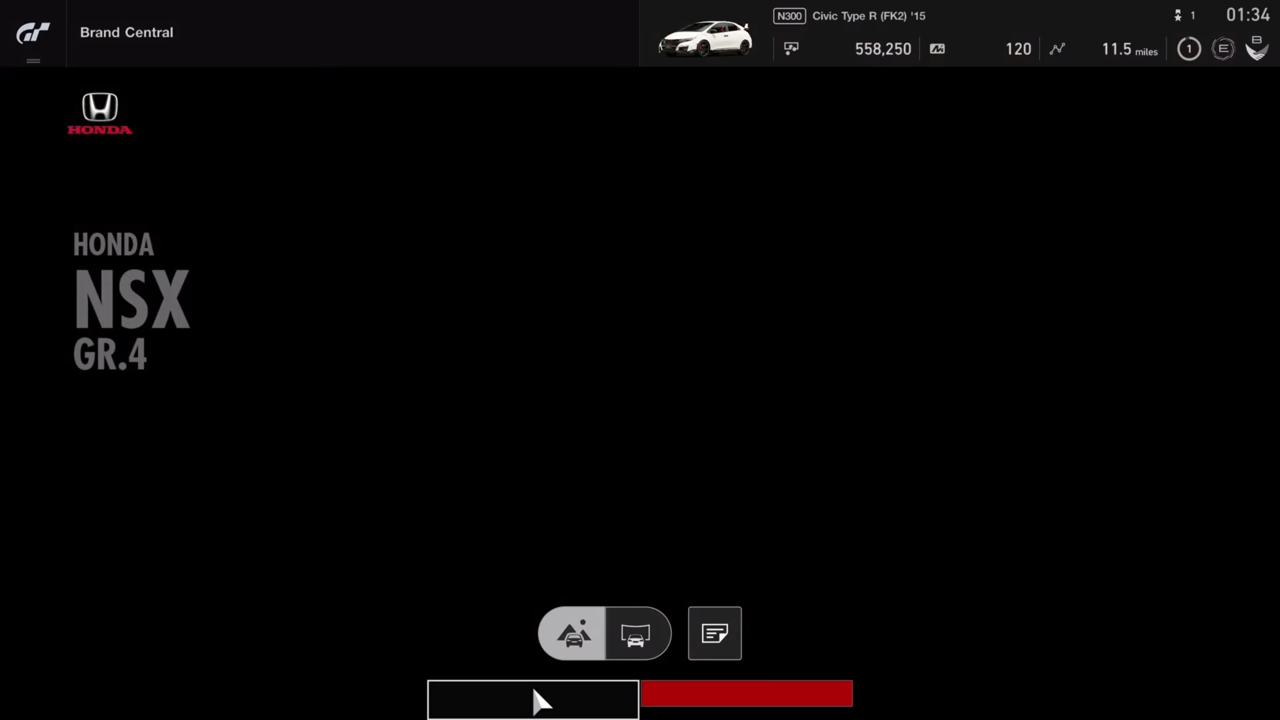 Brand Central
N300 Civic Type R (FK2) '15
1
01:34
558,250
120
11.5 miles
1
E
B
HONDA
HONDA
NSX
GR.4